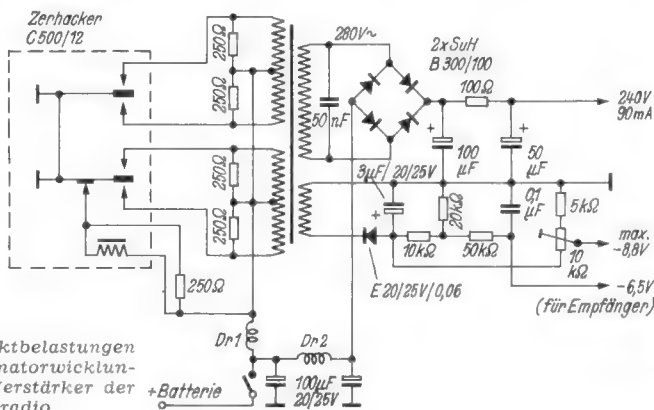 Zerhacker
C 500/12
250Ω
250Ω
250Ω
250Ω
250Ω
280V~
50 nF
2x SuH
B 300/100
100Ω
240V
90mA
+
100
µF
+
50
µF
3µF/20/25V
+
20kΩ
0,1
µF
5kΩ
10kΩ
50kΩ
10
kΩ
max.
-8,8V
E 20/25V/0,06
-6,5V
(für Empfänger)
Dr1
Dr2
100µF
20/25V
+Batterie
ktbelastungen
natorwicklun-
Verstärker der
radio